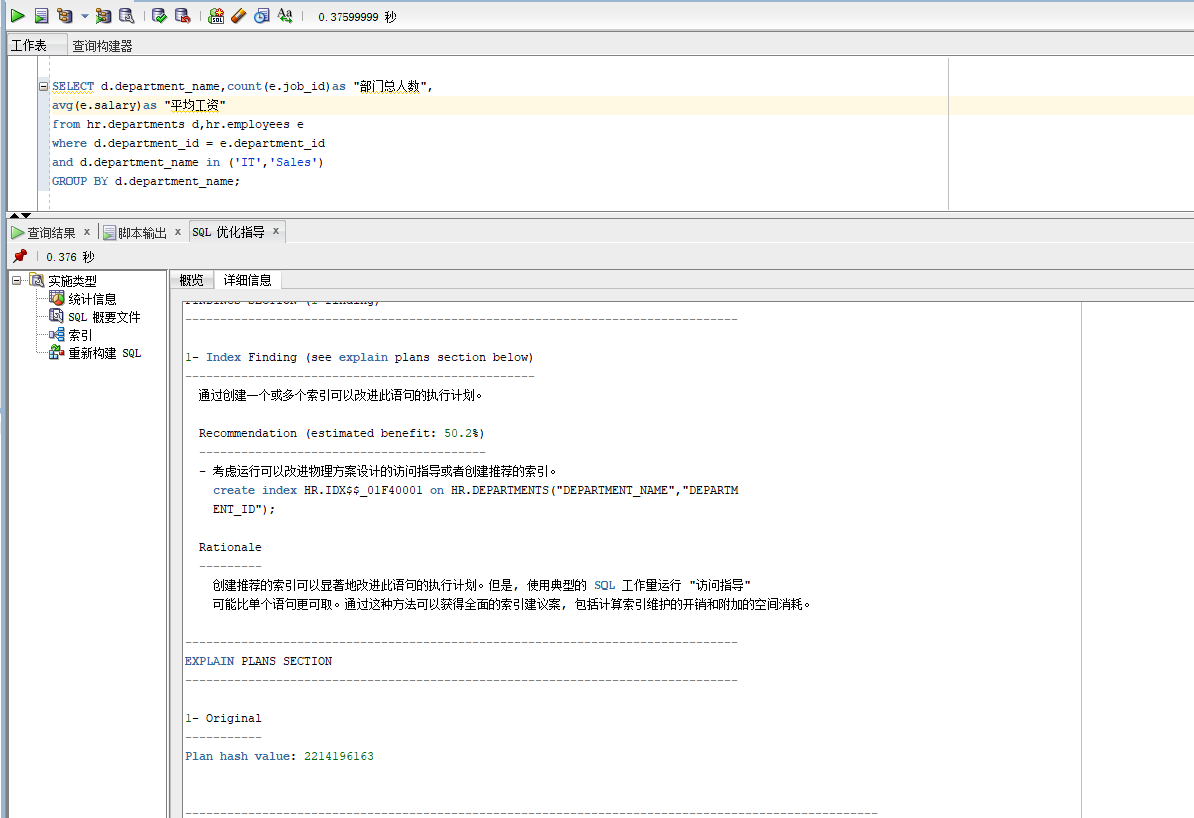 0.37599999 秒
工作表 查询构建器
SELECT d.department_name,count(e.job_id)as "部门总人数",
avg(e.salary)as "平均工资"
from hr.departments d,hr.employees e
where d.department_id = e.department_id
and d.department_name in ('IT','Sales')
GROUP BY d.department_name;
查询结果 x 脚本输出 x SQL 优化指导 x
0.376 秒
实施类型
统计信息
SQL 概要文件
索引
重新构建 SQL
概览 详细信息
FINDINGS SECTION (1 finding)
-------------------------------------------------------------------------------
1- Index Finding (see explain plans section below)
--------------------------------------------------
通过创建一个或多个索引可以改进此语句的执行计划。
Recommendation (estimated benefit: 50.2%)
-----------------------------------------
- 考虑运行可以改进物理方案设计的访问指导或者创建推荐的索引。
create index HR.IDX$$_01F40001 on HR.DEPARTMENTS("DEPARTMENT_NAME","DEPARTM
ENT_ID");
Rationale
---------
创建推荐的索引可以显著地改进此语句的执行计划。但是, 使用典型的 SQL 工作量运行 "访问指导"
可能比单个语句更可取。通过这种方法可以获得全面的索引建议案, 包括计算索引维护的开销和附加的空间消耗。
-------------------------------------------------------------------------------
EXPLAIN PLANS SECTION
-------------------------------------------------------------------------------
1- Original
-----------
Plan hash value: 2214196163
---------------------------------------------------------------------------------------------------